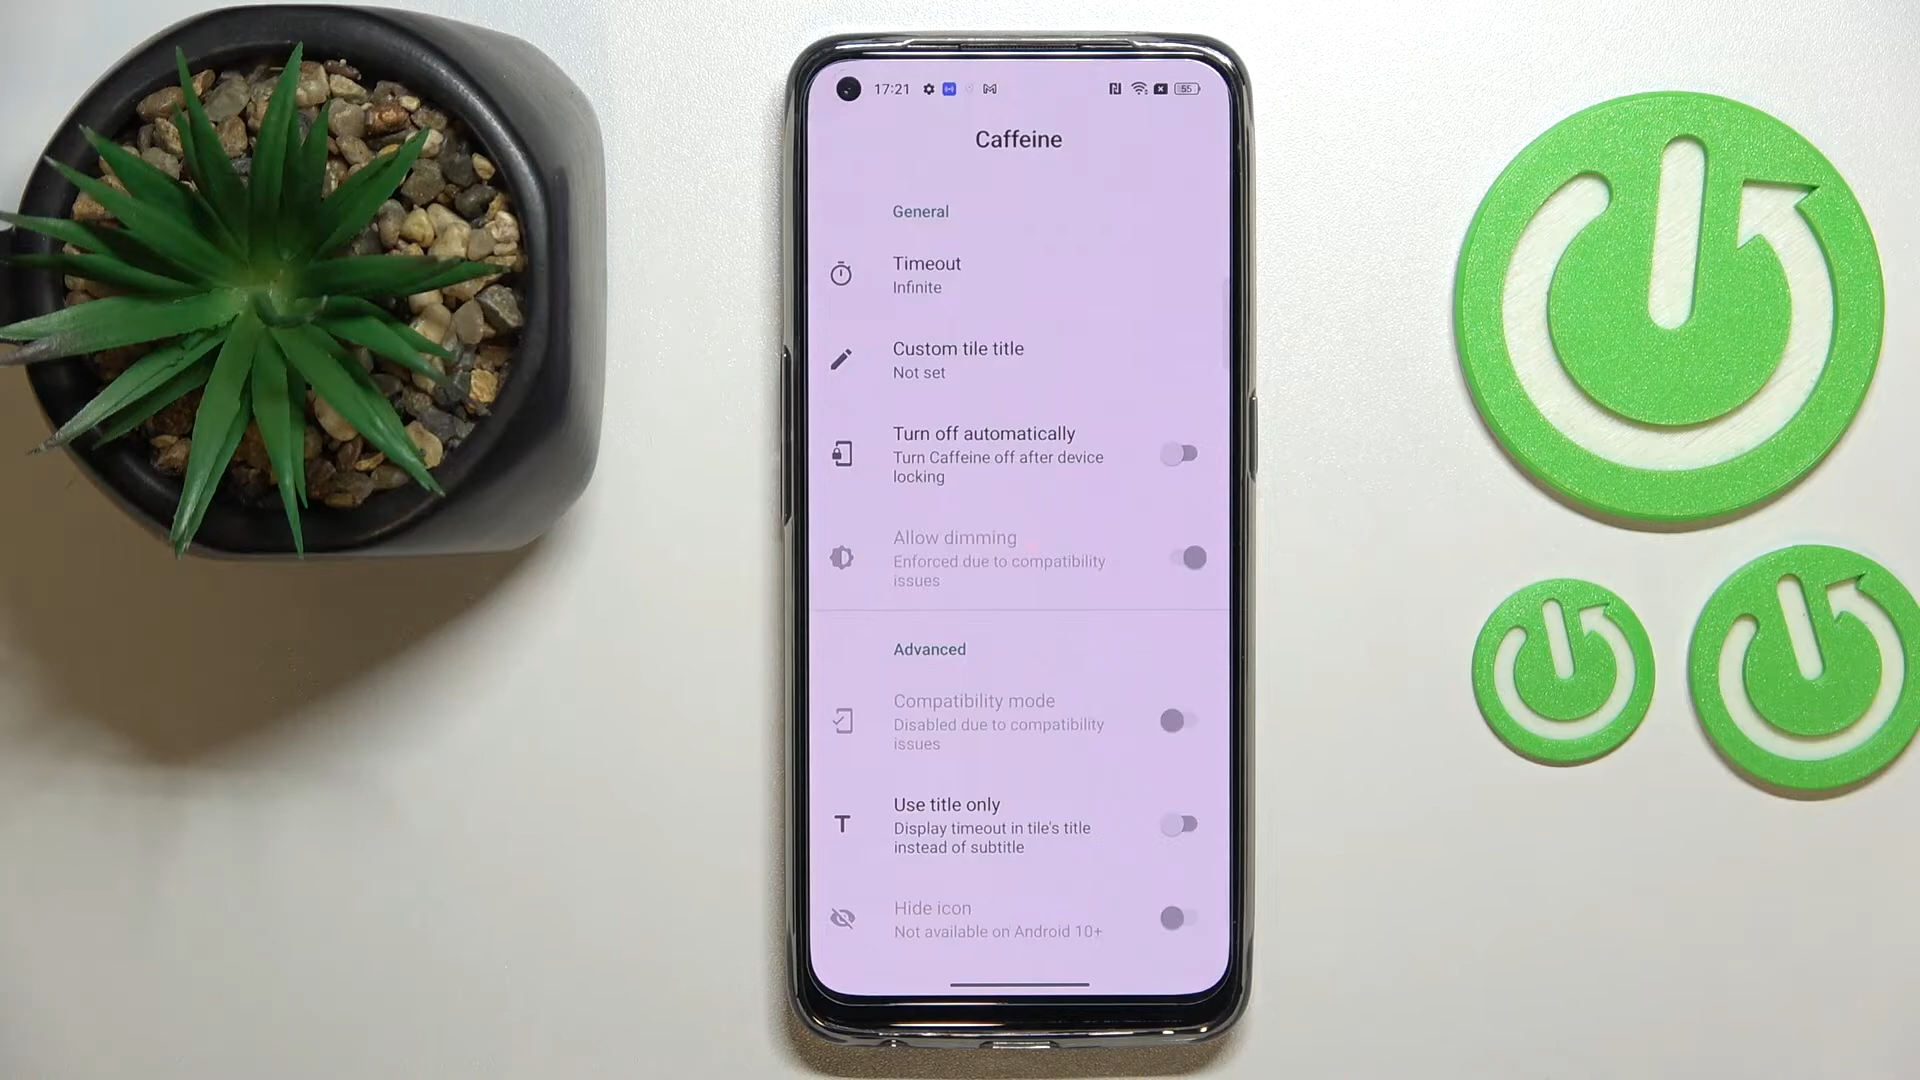 17:21
55
Caffeine
General
Timeout
Infinite
Custom tile title
Not set
Turn off automatically
Turn Caffeine off after device
locking
Allow dimming
Enforced due to compatibility
issues
Advanced
Compatibility mode
Disabled due to compatibility
issues
Use title only
Display timeout in tile's title
instead of subtitle
Hide icon
Not available on Android 10+